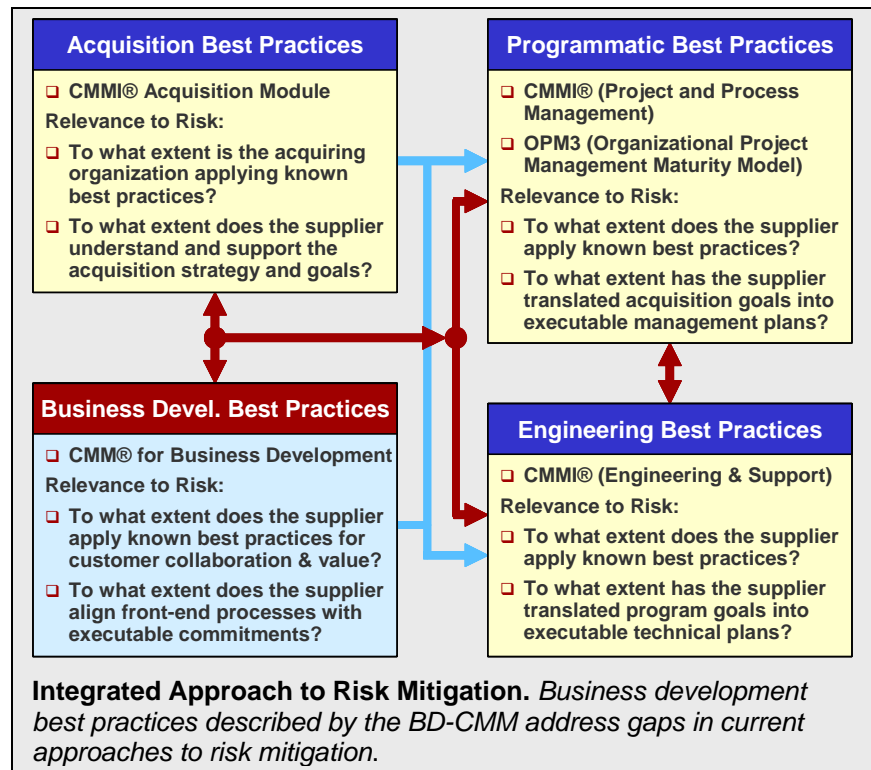 Acquisition Best Practices
❑ CMMI® Acquisition Module
Relevance to Risk:
❑ To what extent is the acquiring
organization applying known
best practices?
❑ To what extent does the supplier
understand and support the
acquisition strategy and goals?
Programmatic Best Practices
❑ CMMI® (Project and Process
Management)
❑ OPM3 (Organizational Project
Management Maturity Model)
Relevance to Risk:
❑ To what extent does the supplier
apply known best practices?
❑ To what extent has the supplier
translated acquisition goals into
executable management plans?
Business Devel. Best Practices
❑ CMM® for Business Development
Relevance to Risk:
❑ To what extent does the supplier
apply known best practices for
customer collaboration & value?
❑ To what extent does the supplier
align front-end processes with
executable commitments?
Engineering Best Practices
❑ CMMI® (Engineering & Support)
Relevance to Risk:
❑ To what extent does the supplier
apply known best practices?
❑ To what extent has the supplier
translated program goals into
executable technical plans?
Integrated Approach to Risk Mitigation. Business development
best practices described by the BD-CMM address gaps in current
approaches to risk mitigation.